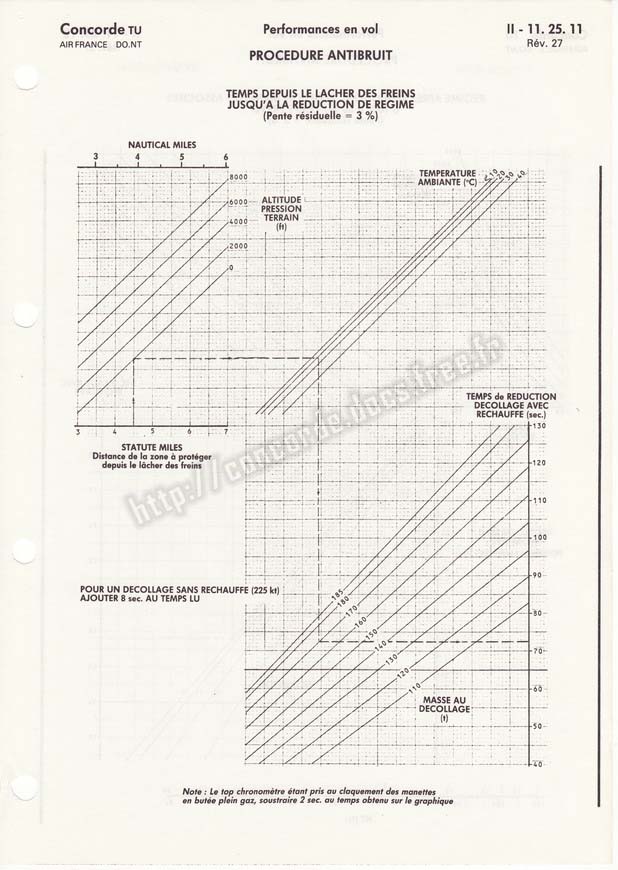 Concorde TU
AIR FRANCE DO.NT
Performances en vol
PROCEDURE ANTIBRUIT
II - 11. 25. 11
Rév. 27
TEMPS DEPUIS LE LACHER DES FREINS
JUSQU'A LA REDUCTION DE REGIME
(Pente résiduelle = 3 %)
NAUTICAL MILES
3 4 5 6
8000
6000
4000
2000
0
ALTITUDE
PRESSION
TERRAIN
(ft)
TEMPERATURE
AMBIANTE (°C)
≤ 10 20 30 40
3 4 5 6 7
STATUTE MILES
Distance de la zone à protéger
depuis le lâcher des freins
TEMPS de REDUCTION
DECOLLAGE AVEC
RECHAUFFE (sec.)
130
120
110
100
90
80
70
60
50
40
185
180
170
160
150
140
130
120
110
MASSE AU
DECOLLAGE
(t)
POUR UN DECOLLAGE SANS RECHAUFFE (225 kt)
AJOUTER 8 sec. AU TEMPS LU
Note : Le top chronomètre étant pris au claquement des manettes
en butée plein gaz, soustraire 2 sec. au temps obtenu sur le graphique
http://concorde.docs.free.fr